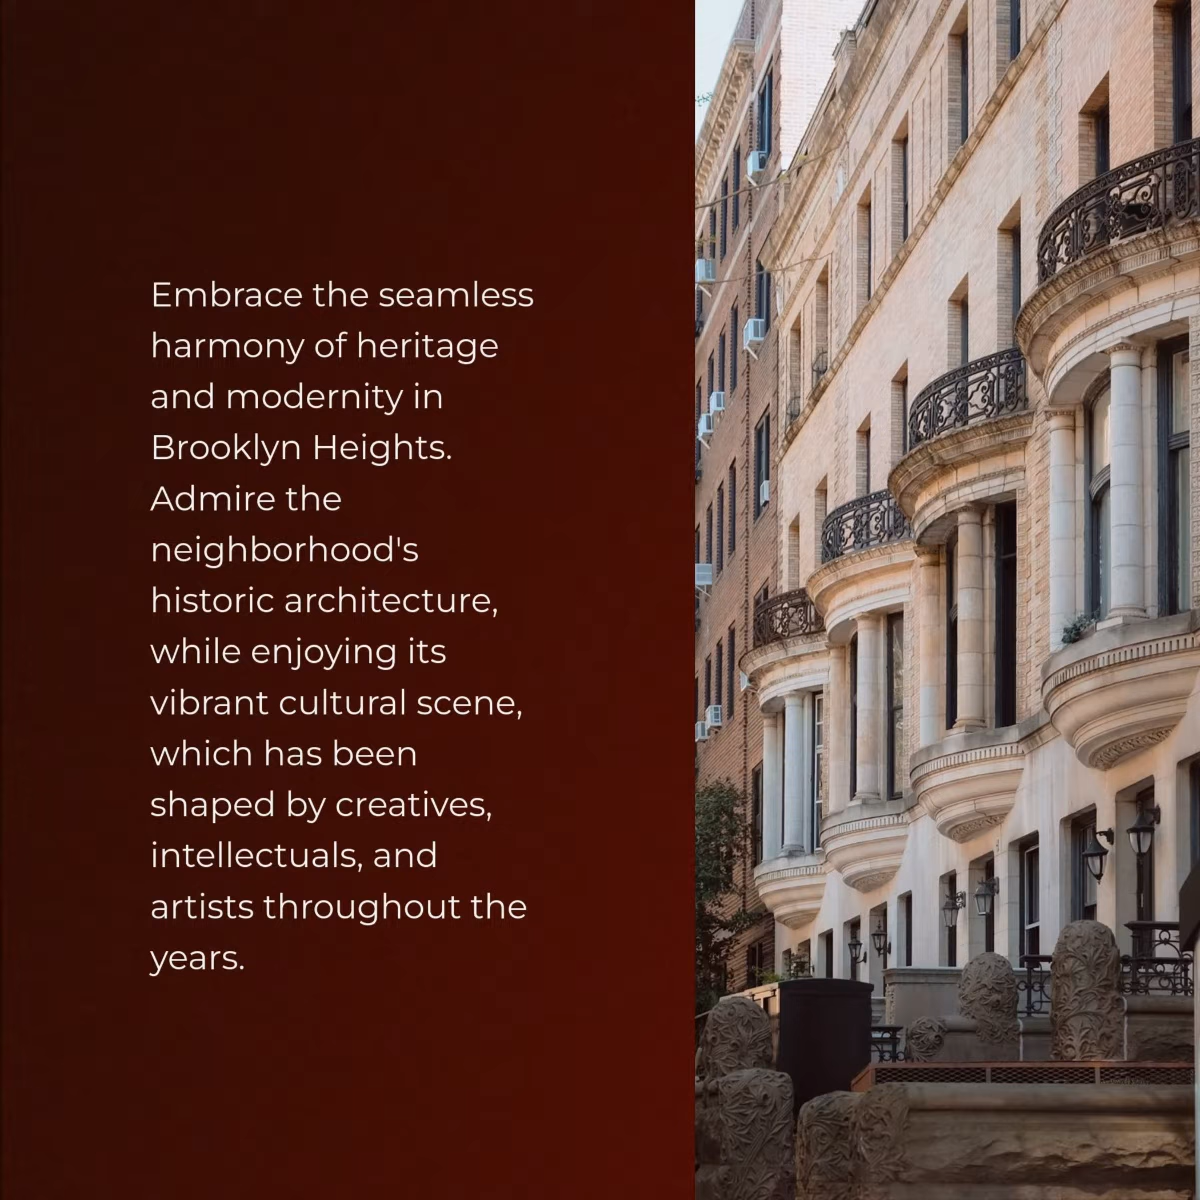 Embrace the seamless
harmony of heritage
and modernity in
Brooklyn Heights.
Admire the
neighborhood's
historic architecture,
while enjoying its
vibrant cultural scene,
which has been
shaped by creatives,
intellectuals, and
artists throughout the
years.